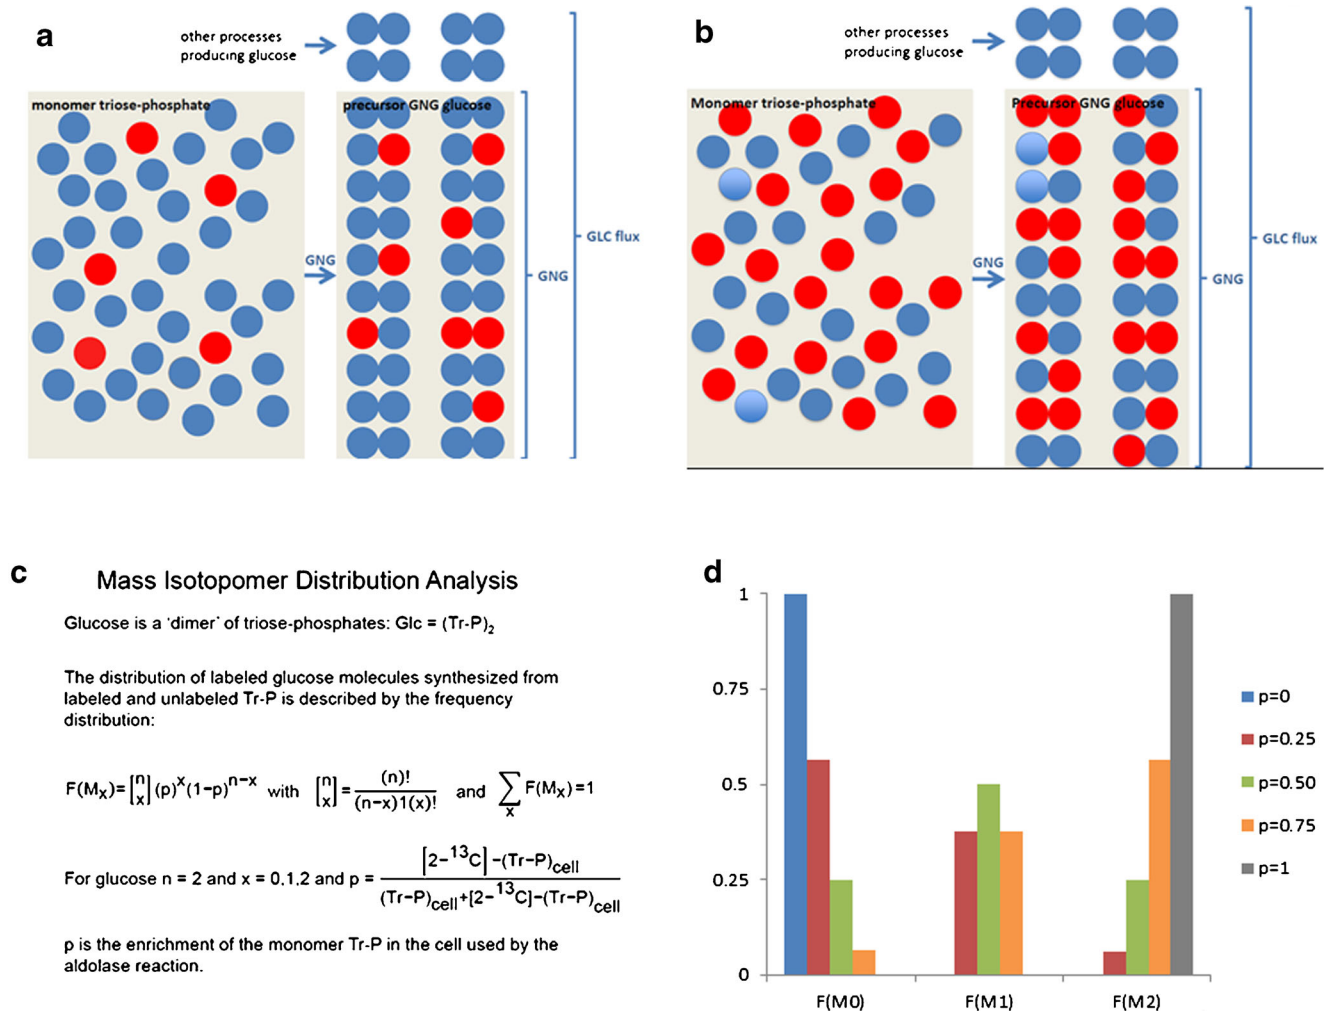 a
other processes
producing glucose
monomer triose-phosphate
precursor GNG glucose
GNG
GNG
GLC flux
b
other processes
producing glucose
Monomer triose-phosphate
Precursor GNG glucose
GNG
GNG
GLC flux
c
Mass Isotopomer Distribution Analysis
Glucose is a 'dimer' of triose-phosphates: Glc = (Tr-P)₂
The distribution of labeled glucose molecules synthesized from
labeled and unlabeled Tr-P is described by the frequency
distribution:
F(Mₓ)=[n x](p)^x(1-p)^n-x with [n x]=(n)!/(n-x)1(x)! and ∑x F(Mₓ)=1
For glucose n = 2 and x = 0,1,2 and p = [2-¹³C]-(Tr-P)cell/(Tr-P)cell+[2-¹³C]-(Tr-P)cell
p is the enrichment of the monomer Tr-P in the cell used by the
aldolase reaction.
d
1
0.75
0.5
0.25
0
F(M0)
F(M1)
F(M2)
p=0
p=0.25
p=0.50
p=0.75
p=1